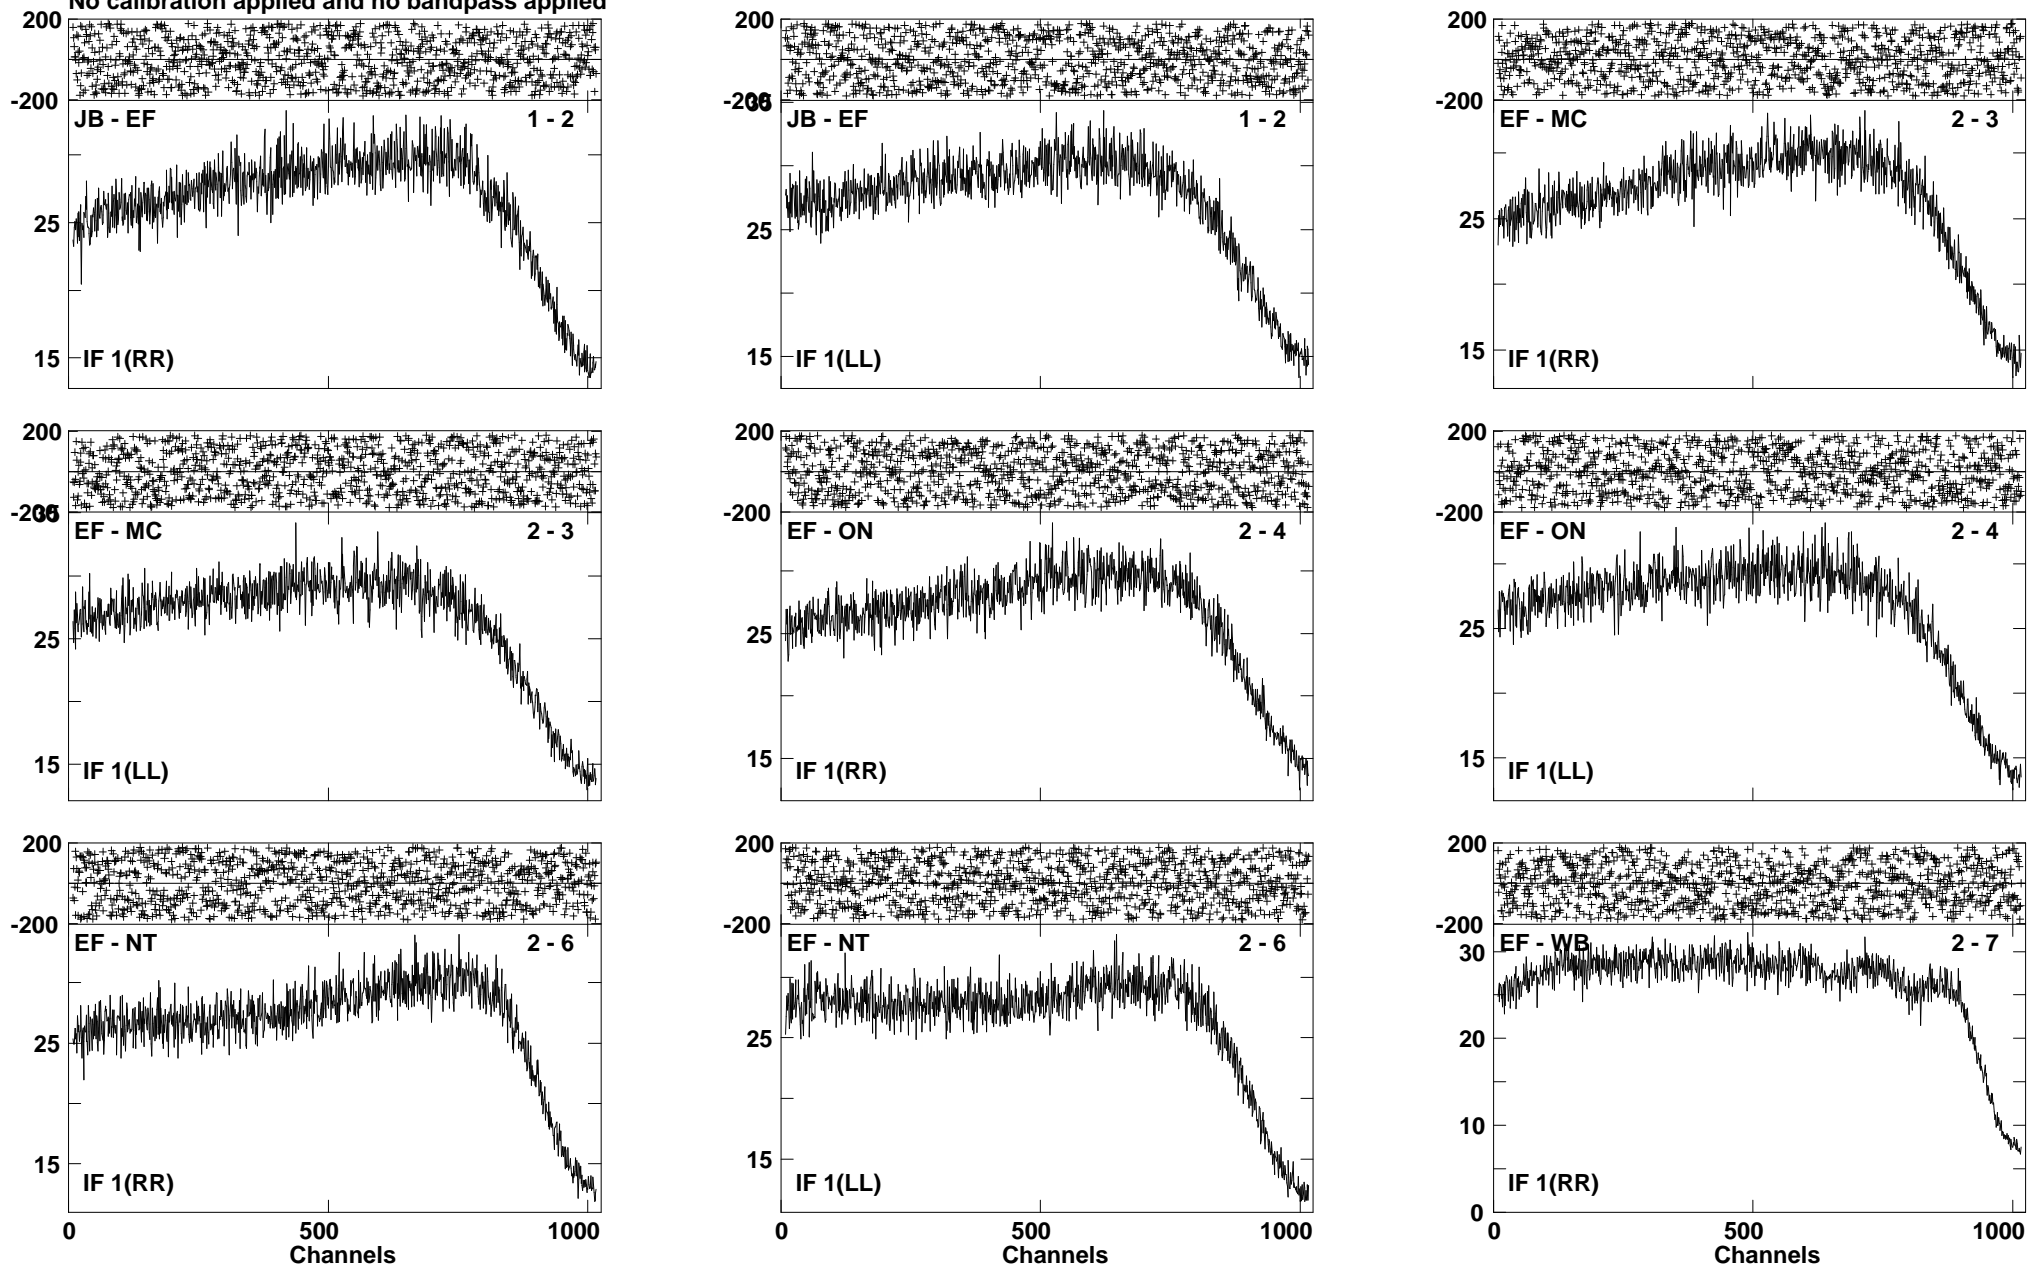 No calibration applied and no bandpass applied
200 200 200
-200 -200 35 -200
JB - EF 1 - 2 JB - EF 1 - 2 EF - MC 2 - 3
25 25 25
15 IF 1(RR) 15 IF 1(LL) 15 IF 1(RR)
200 200 200
-200 35 -200 -200
EF - MC 2 - 3 EF - ON 2 - 4 EF - ON 2 - 4
25 25 25
15 IF 1(LL) 15 IF 1(RR) 15 IF 1(LL)
200 200 200
-200 -200 -200
EF - NT 2 - 6 EF - NT 2 - 6 EF - WB 2 - 7
30
25 25 20
15 15 10
IF 1(RR) IF 1(LL) IF 1(RR)
0
0 500 1000 0 500 1000 0 500 1000
Channels Channels Channels